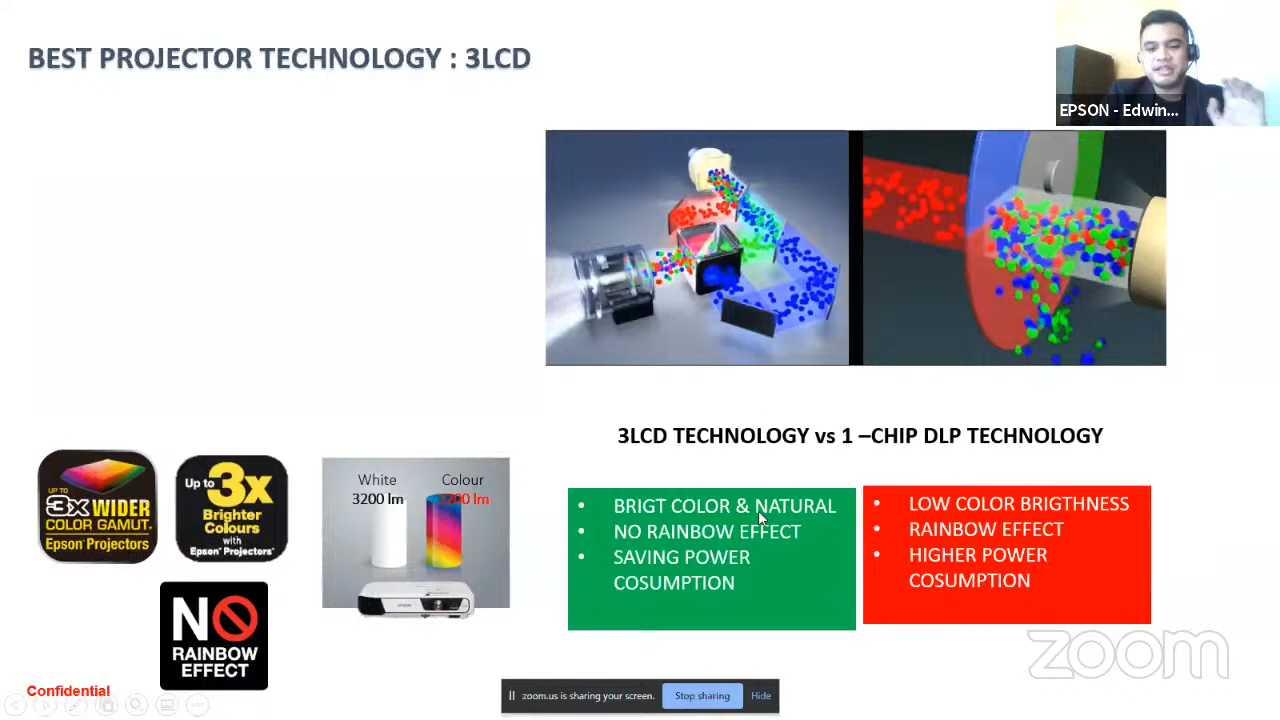 BEST PROJECTOR TECHNOLOGY : 3LCD
EPSON - Edwin...
3LCD TECHNOLOGY vs 1 –CHIP DLP TECHNOLOGY
UP TO
3X WIDER
COLOR GAMUT.
Epson Projectors
Up to 3x
Brighter
Colours
with
Epson Projectors*
White
3200 lm
Colour
BRIGT COLOR & NATURAL
NO RAINBOW EFFECT
SAVING POWER
COSUMPTION
LOW COLOR BRIGTHNESS
RAINBOW EFFECT
HIGHER POWER
COSUMPTION
NO
RAINBOW
EFFECT
EPSON
zoom
Confidential
zoom.us is sharing your screen.
Stop sharing
Hide